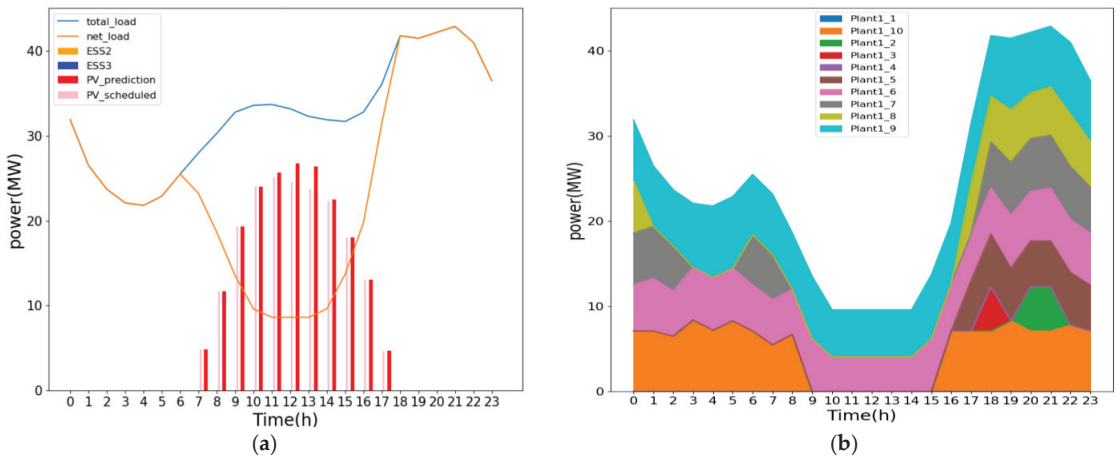 total_load
net_load
ESS2
ESS3
PV_prediction
PV_scheduled
power(MW)
40
30
20
10
0
0 1 2 3 4 5 6 7 8 9 10 11 12 13 14 15 16 17 18 19 20 21 22 23
Time(h)
(a)
Plant1_1
Plant1_10
Plant1_2
Plant1_3
Plant1_4
Plant1_5
Plant1_6
Plant1_7
Plant1_8
Plant1_9
power(MW)
40
30
20
10
0
0 1 2 3 4 5 6 7 8 9 10 11 12 13 14 15 16 17 18 19 20 21 22 23
Time(h)
(b)